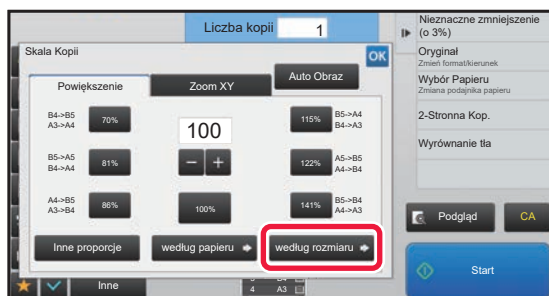 Liczba kopii 1
Skala Kopii
OK
Powiększenie
Zoom XY
Auto Obraz
B4->B5
A3->A4
70%
100
115%
B5->A4
B4->A3
B5->A5
B4->A4
81%
122%
A5->B5
A4->B4
A4->B5
A3->B4
86%
100%
141%
B5->B4
A4->A3
Inne proporcje
według papieru
według rozmiaru
Inne
4 A3
Nieznaczne zmniejszenie
(o 3%)
Oryginał
Zmień format/kierunek
Wybór Papieru
Zmiana podajnika papieru
2-Stronna Kop.
Wyrównanie tła
Podgląd
CA
Start